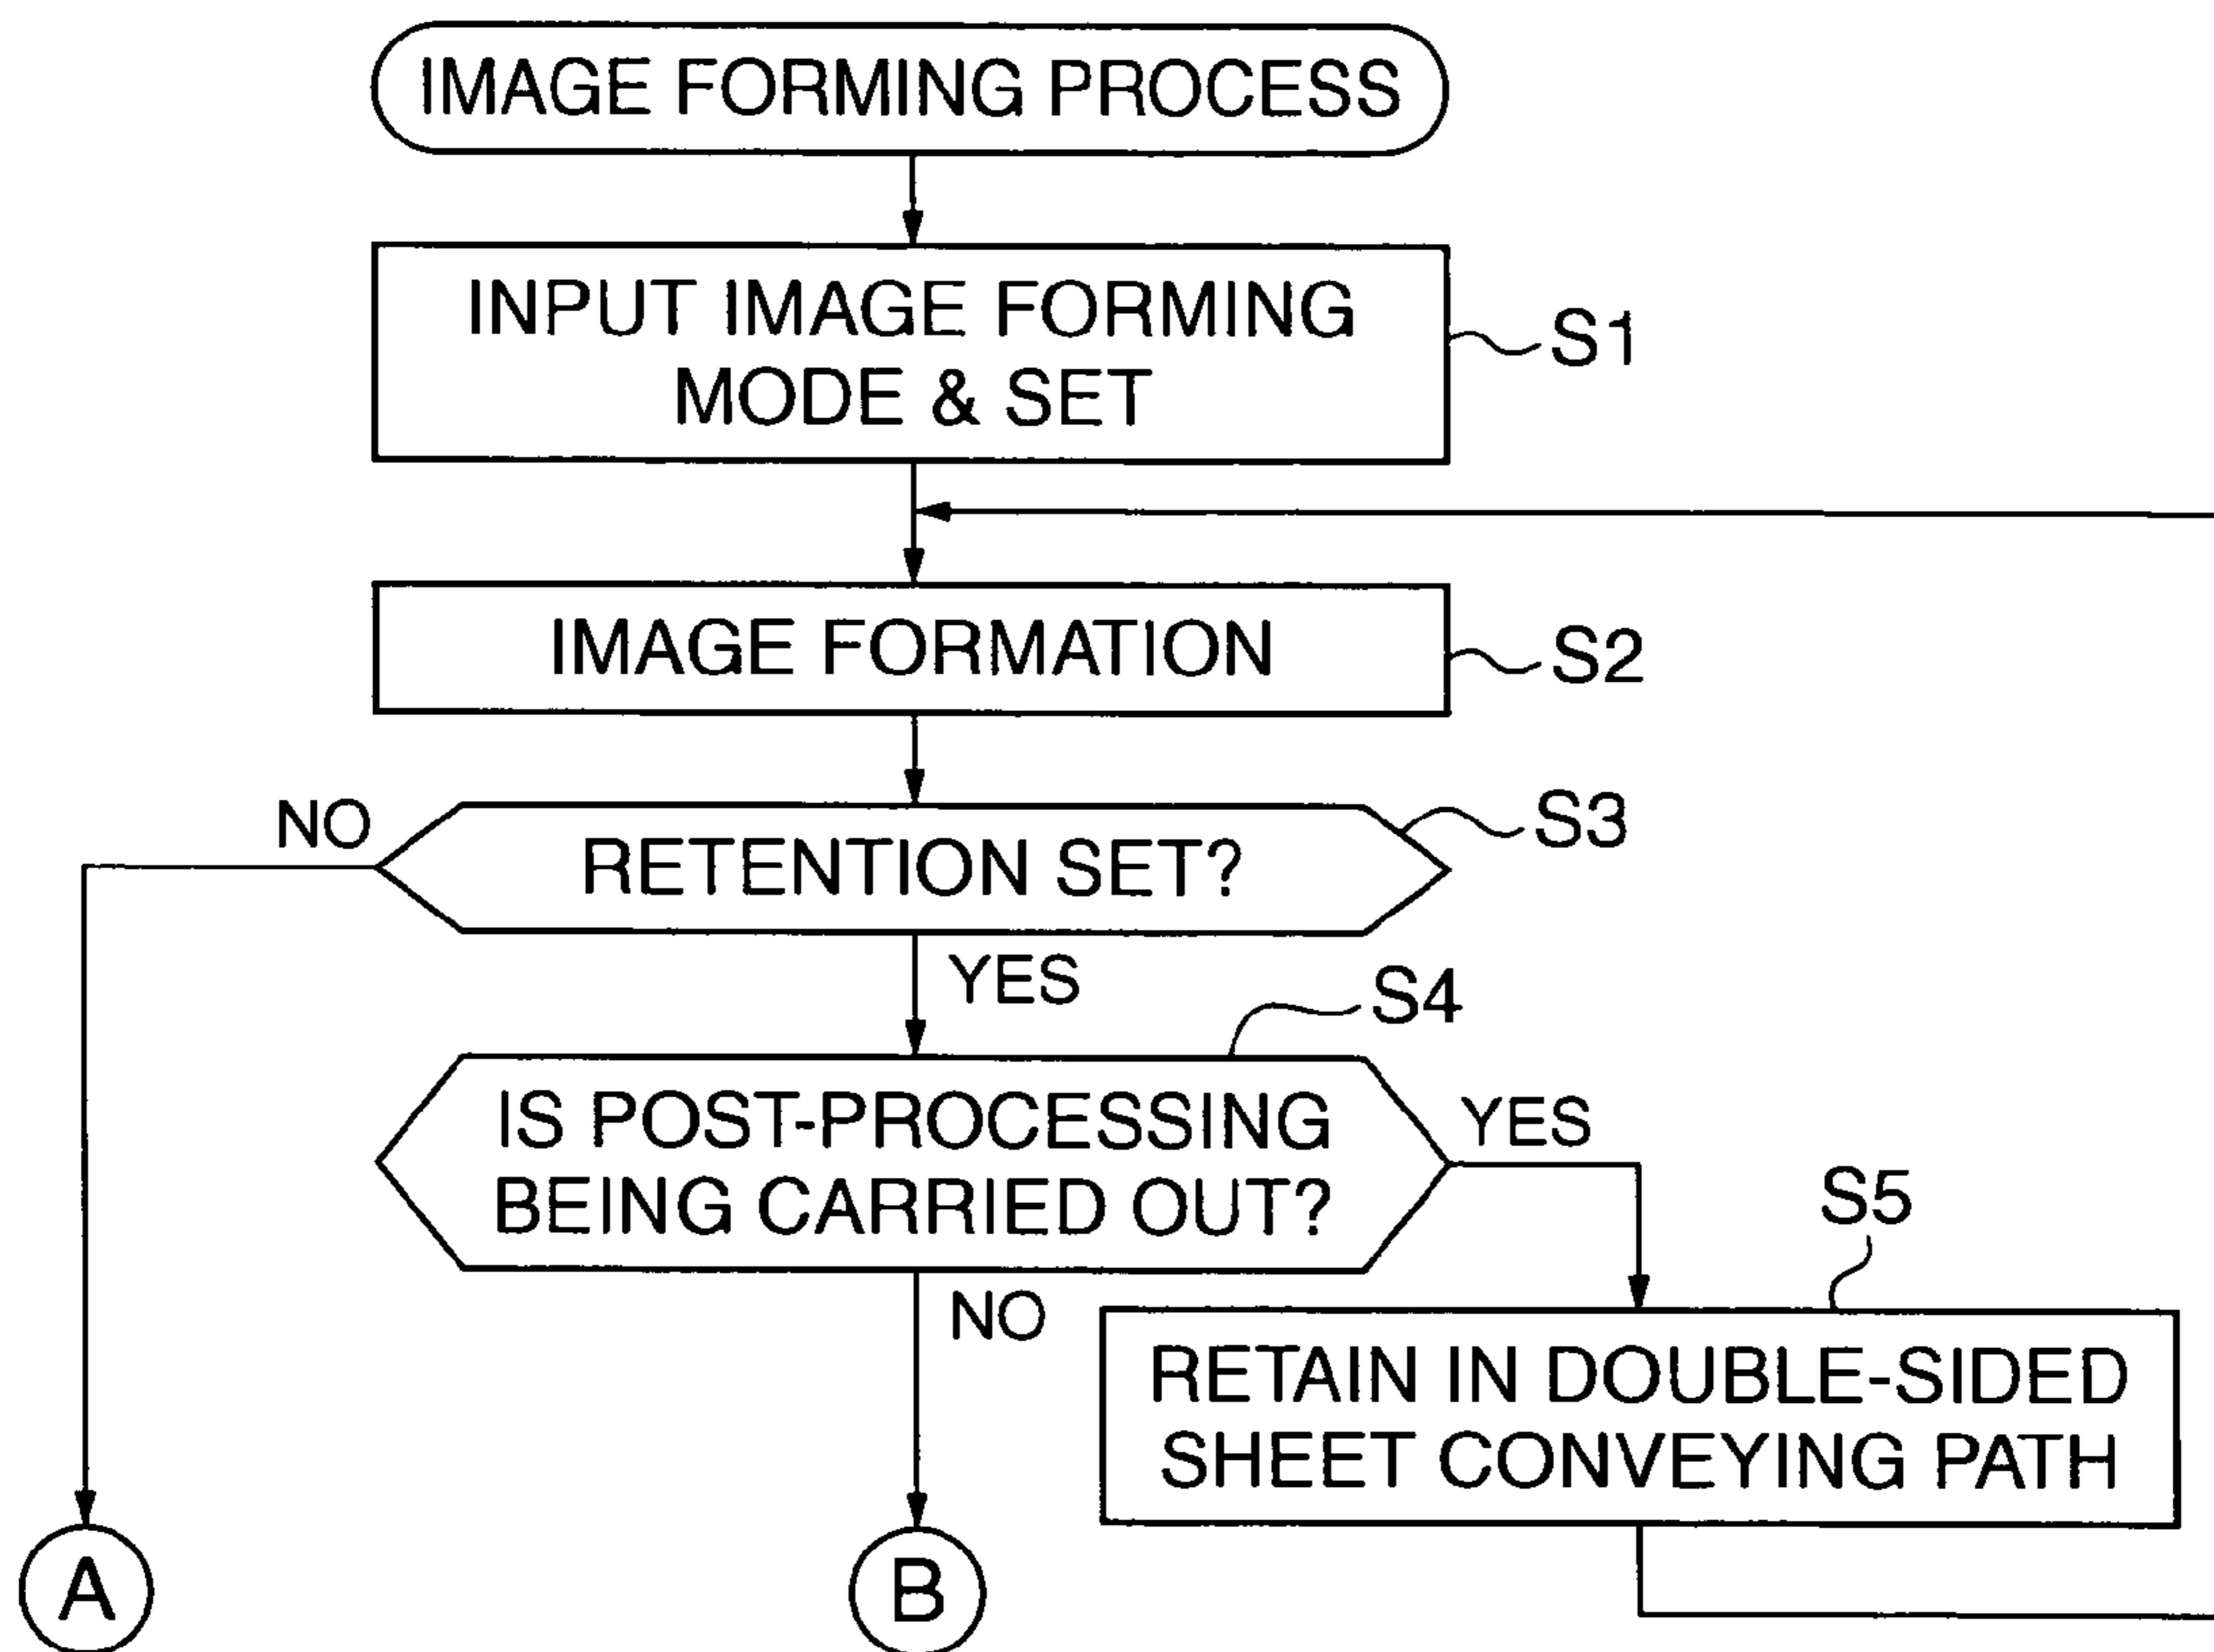 IMAGE FORMING PROCESS
INPUT IMAGE FORMING
MODE & SET
S1
IMAGE FORMATION
S2
NO
RETENTION SET?
S3
YES
S4
IS POST-PROCESSING
BEING CARRIED OUT?
YES
S5
NO
RETAIN IN DOUBLE-SIDED
SHEET CONVEYING PATH
A
B